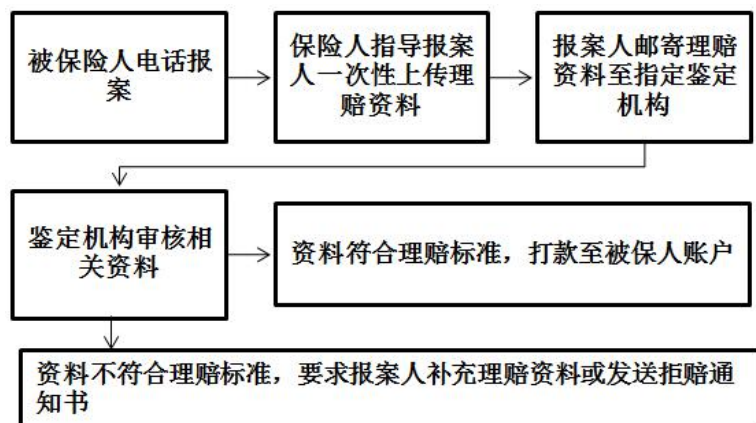 被保险人电话报
案
保险人指导报案
人一次性上传理
赔资料
报案人邮寄理赔
资料至指定鉴定
机构
鉴定机构审核相
关资料
资料符合理赔标准，打款至被保人账户
资料不符合理赔标准，要求报案人补充理赔资料或发送拒赔通
知书